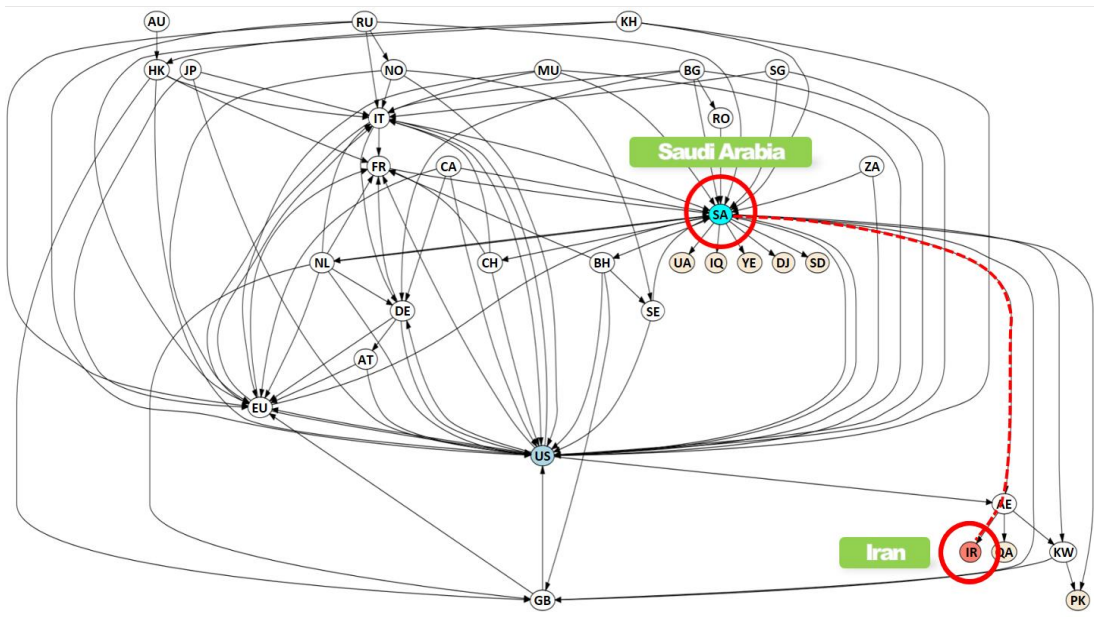 AU RU KH
HK JP NO MU BG SG
IT RO
Saudi Arabia
FR CA ZA
SA
NL CH BH UA IQ YE DJ SD
DE SE
AT
EU
US
AE
Iran IR QA KW
GB PK